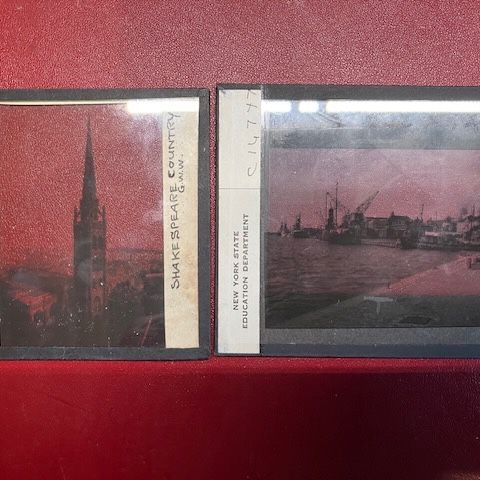 SHAKESPEARE COUNTRY
G.W.W.
NEW YORK STATE
EDUCATION DEPARTMENT